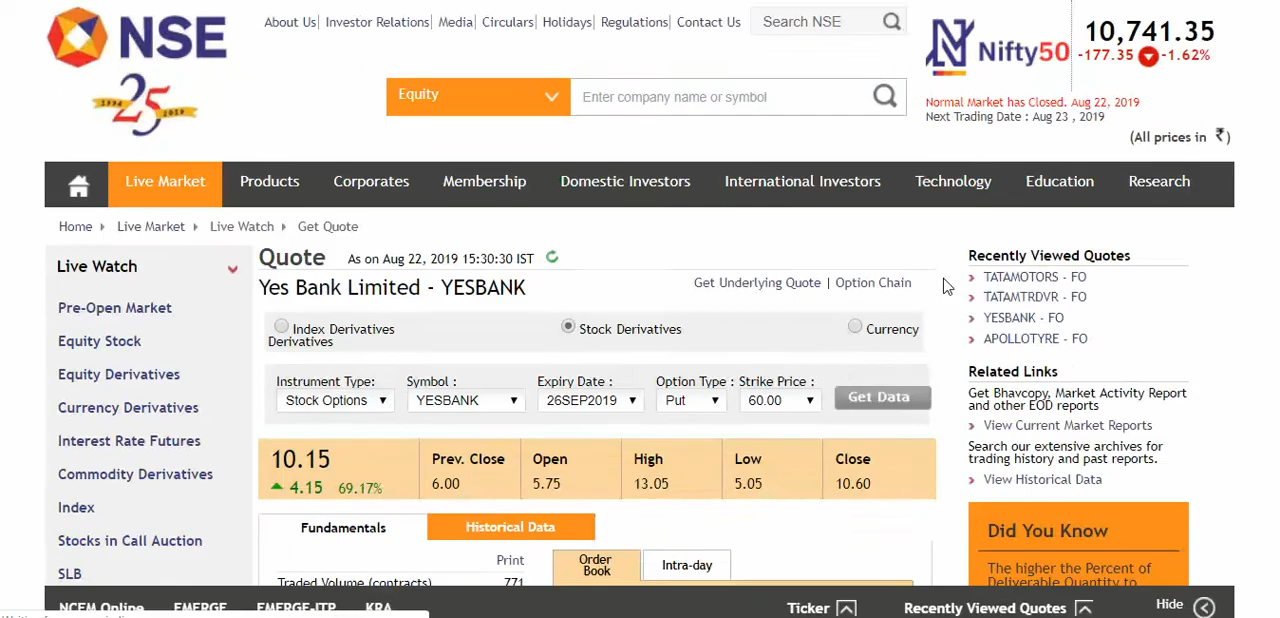 NSE
1994 25 2019
About Us| Investor Relations| Media| Circulars| Holidays| Regulations| Contact Us
Search NSE
Equity
Enter company name or symbol
Nifty50
10,741.35
-177.35 -1.62%
Normal Market has Closed. Aug 22, 2019
Next Trading Date : Aug 23 , 2019
(All prices in ₹)
Live Market Products Corporates Membership Domestic Investors International Investors Technology Education Research
Home Live Market Live Watch Get Quote
Live Watch
Pre-Open Market
Equity Stock
Equity Derivatives
Currency Derivatives
Interest Rate Futures
Commodity Derivatives
Index
Stocks in Call Auction
SLB
Quote As on Aug 22, 2019 15:30:30 IST
Yes Bank Limited - YESBANK
Get Underlying Quote | Option Chain
Index Derivatives Stock Derivatives Currency
Derivatives
Instrument Type: Symbol : Expiry Date : Option Type : Strike Price :
Stock Options YESBANK 26SEP2019 Put 60.00 Get Data
10.15 Prev. Close Open High Low Close
4.15 69.17% 6.00 5.75 13.05 5.05 10.60
Fundamentals Historical Data
Print
Traded Volume (contracts) 771
Order
Book
Intra-day
Recently Viewed Quotes
TATAMOTORS - FO
TATAMTRDVR - FO
YESBANK - FO
APOLLOTYRE - FO
Related Links
Get Bhavcopy, Market Activity Report
and other EOD reports
View Current Market Reports
Search our extensive archives for
trading history and past reports.
View Historical Data
Did You Know
The higher the Percent of
Deliverable Quantity to
NCFM Online EMERGE EMERGE-ITP KRA Ticker Recently Viewed Quotes Hide